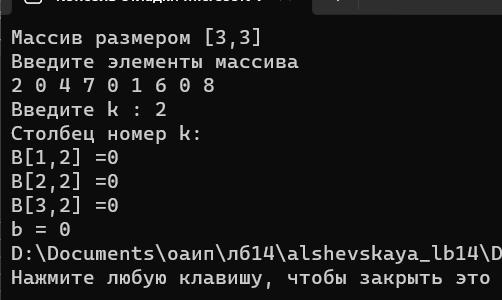 Массив размером [3,3]
Введите элементы массива
2 0 4 7 0 1 6 0 8
Введите k : 2
Столбец номер k:
B[1,2] =0
B[2,2] =0
B[3,2] =0
b = 0
D:\Documents\оаип\лб14\alshevskaya_lb14\D
Нажмите любую клавишу, чтобы закрыть это